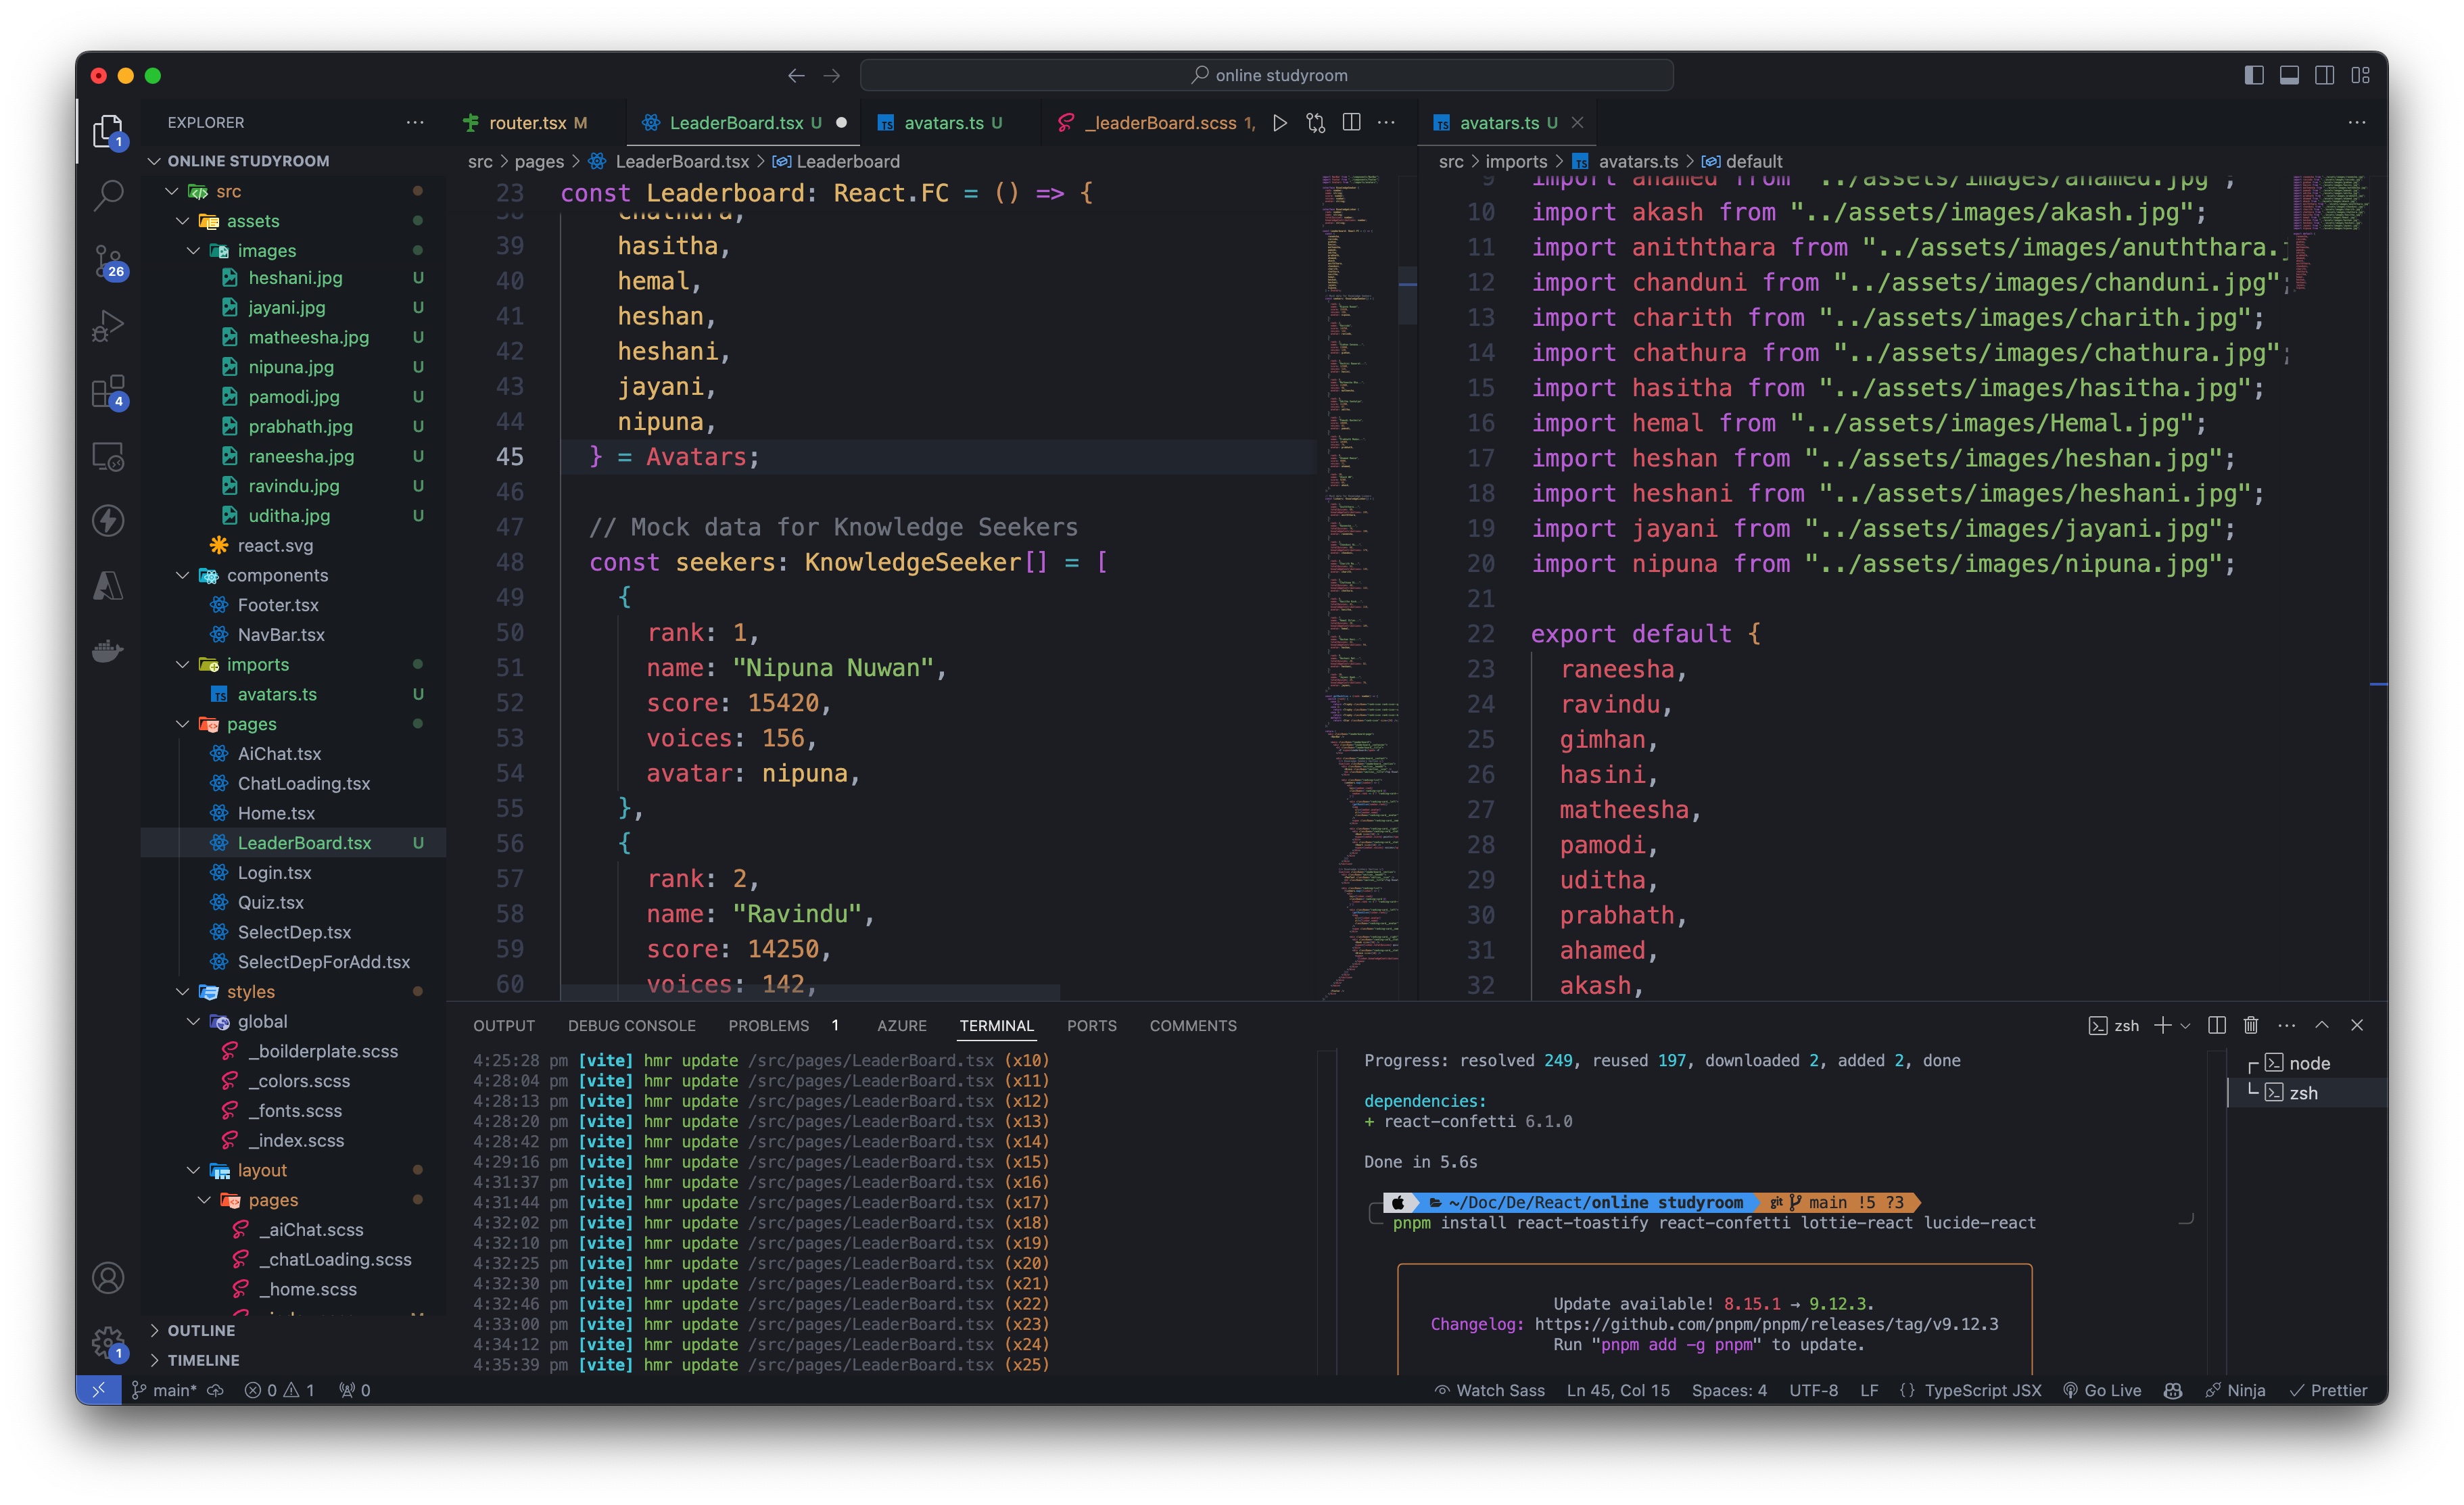 online studyroom
EXPLORER
router.tsx M
LeaderBoard.tsx U
avatars.ts U
_leaderBoard.scss 1,
avatars.ts U
1
ONLINE STUDYROOM
src > pages > LeaderBoard.tsx > Leaderboard
src > imports > avatars.ts > default
26
4
src
assets
images
heshani.jpg U
jayani.jpg U
matheesha.jpg U
nipuna.jpg U
pamodi.jpg U
prabhath.jpg U
raneesha.jpg U
ravindu.jpg U
uditha.jpg U
react.svg
components
Footer.tsx
NavBar.tsx
imports
avatars.ts U
pages
AiChat.tsx
ChatLoading.tsx
Home.tsx
LeaderBoard.tsx U
Login.tsx
Quiz.tsx
SelectDep.tsx
SelectDepForAdd.tsx
styles
global
_boilderplate.scss
_colors.scss
_fonts.scss
_index.scss
layout
pages
_aiChat.scss
_chatLoading.scss
_home.scss
OUTLINE
TIMELINE
1
23 const Leaderboard: React.FC = () => {
38 chathura,
39 hasitha,
40 hemal,
41 heshan,
42 heshani,
43 jayani,
44 nipuna,
45 } = Avatars;
46
47 // Mock data for Knowledge Seekers
48 const seekers: KnowledgeSeeker[] = [
49 {
50 rank: 1,
51 name: "Nipuna Nuwan",
52 score: 15420,
53 voices: 156,
54 avatar: nipuna,
55 },
56 {
57 rank: 2,
58 name: "Ravindu",
59 score: 14250,
60 voices: 142,
9 import ahamed from "../assets/images/ahamed.jpg";
10 import akash from "../assets/images/akash.jpg";
11 import aniththara from "../assets/images/anuththara.j
12 import chanduni from "../assets/images/chanduni.jpg";
13 import charith from "../assets/images/charith.jpg";
14 import chathura from "../assets/images/chathura.jpg";
15 import hasitha from "../assets/images/hasitha.jpg";
16 import hemal from "../assets/images/Hemal.jpg";
17 import heshan from "../assets/images/heshan.jpg";
18 import heshani from "../assets/images/heshani.jpg";
19 import jayani from "../assets/images/jayani.jpg";
20 import nipuna from "../assets/images/nipuna.jpg";
21
22 export default {
23 raneesha,
24 ravindu,
25 gimhan,
26 hasini,
27 matheesha,
28 pamodi,
29 uditha,
30 prabhath,
31 ahamed,
32 akash,
OUTPUT DEBUG CONSOLE PROBLEMS 1 AZURE TERMINAL PORTS COMMENTS
zsh
4:25:28 pm [vite] hmr update /src/pages/LeaderBoard.tsx (x10)
4:28:04 pm [vite] hmr update /src/pages/LeaderBoard.tsx (x11)
4:28:13 pm [vite] hmr update /src/pages/LeaderBoard.tsx (x12)
4:28:20 pm [vite] hmr update /src/pages/LeaderBoard.tsx (x13)
4:28:42 pm [vite] hmr update /src/pages/LeaderBoard.tsx (x14)
4:29:16 pm [vite] hmr update /src/pages/LeaderBoard.tsx (x15)
4:31:37 pm [vite] hmr update /src/pages/LeaderBoard.tsx (x16)
4:31:44 pm [vite] hmr update /src/pages/LeaderBoard.tsx (x17)
4:32:02 pm [vite] hmr update /src/pages/LeaderBoard.tsx (x18)
4:32:10 pm [vite] hmr update /src/pages/LeaderBoard.tsx (x19)
4:32:25 pm [vite] hmr update /src/pages/LeaderBoard.tsx (x20)
4:32:30 pm [vite] hmr update /src/pages/LeaderBoard.tsx (x21)
4:32:46 pm [vite] hmr update /src/pages/LeaderBoard.tsx (x22)
4:33:00 pm [vite] hmr update /src/pages/LeaderBoard.tsx (x23)
4:34:12 pm [vite] hmr update /src/pages/LeaderBoard.tsx (x24)
4:35:39 pm [vite] hmr update /src/pages/LeaderBoard.tsx (x25)
Progress: resolved 249, reused 197, downloaded 2, added 2, done
dependencies:
+ react-confetti 6.1.0
Done in 5.6s
~/Doc/De/React/online studyroom git main !5 ?3
pnpm install react-toastify react-confetti lottie-react lucide-react
Update available! 8.15.1 → 9.12.3.
Changelog: https://github.com/pnpm/pnpm/releases/tag/v9.12.3
Run "pnpm add -g pnpm" to update.
node
zsh
main* 0 1 0
Watch Sass Ln 45, Col 15 Spaces: 4 UTF-8 LF {} TypeScript JSX Go Live Ninja Prettier